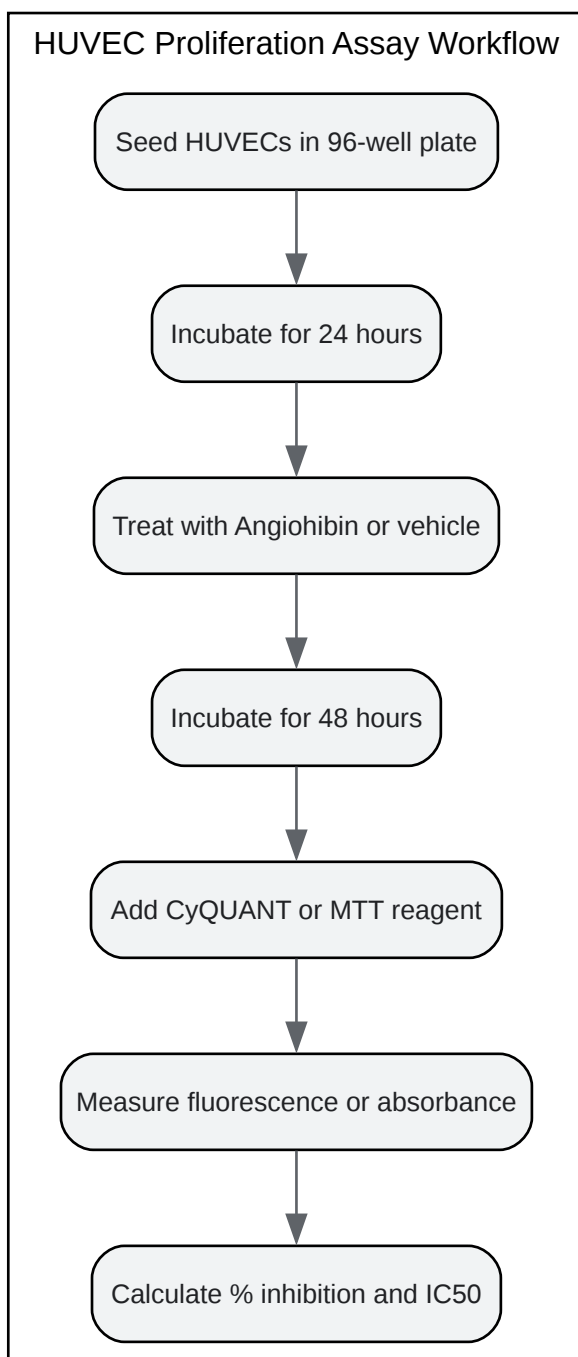 HUVEC Proliferation Assay Workflow
Seed HUVECs in 96-well plate
Incubate for 24 hours
Treat with Angiohibin or vehicle
Incubate for 48 hours
Add CyQUANT or MTT reagent
Measure fluorescence or absorbance
Calculate % inhibition and IC50